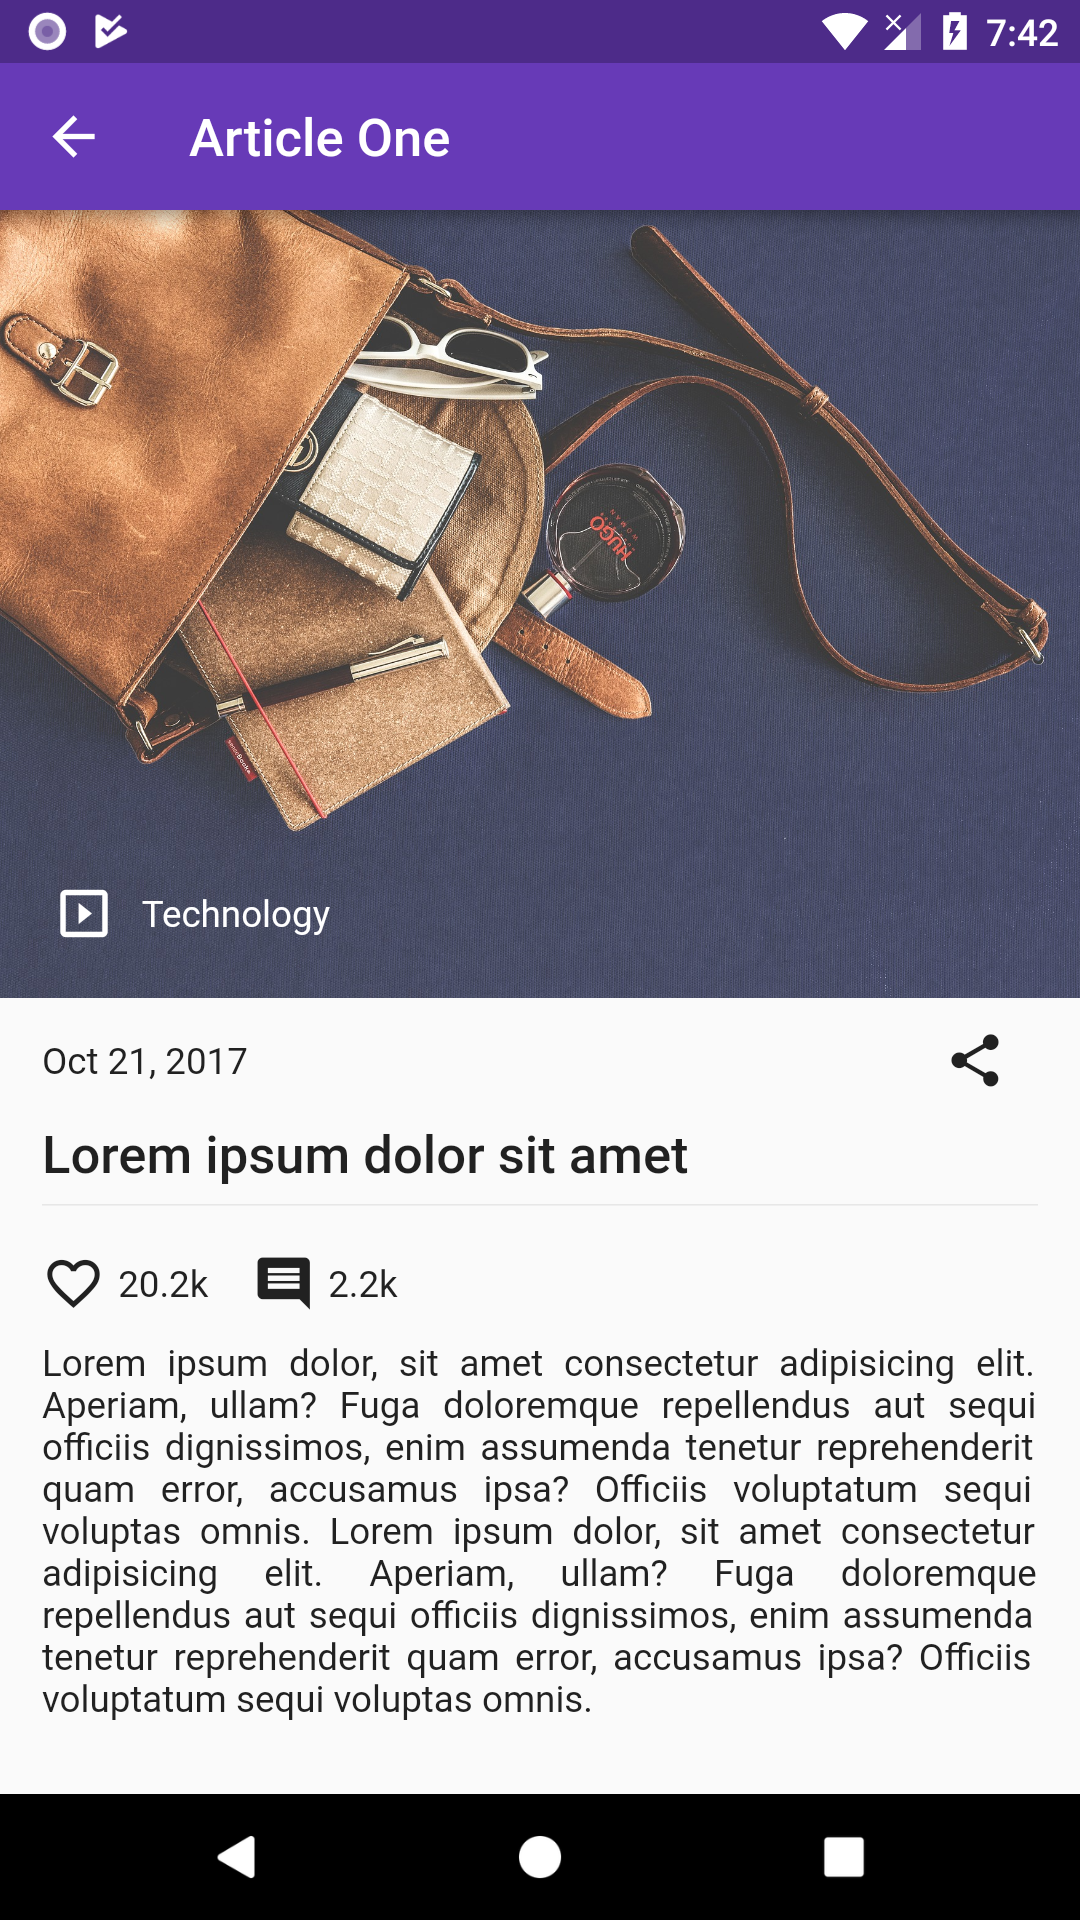 7:42
Article One
HUGO
WOMAN
Technology
Oct 21, 2017
Lorem ipsum dolor sit amet
20.2k 2.2k
Lorem ipsum dolor, sit amet consectetur adipisicing elit.
Aperiam, ullam? Fuga doloremque repellendus aut sequi
officiis dignissimos, enim assumenda tenetur reprehenderit
quam error, accusamus ipsa? Officiis voluptatum sequi
voluptas omnis. Lorem ipsum dolor, sit amet consectetur
adipisicing elit. Aperiam, ullam? Fuga doloremque
repellendus aut sequi officiis dignissimos, enim assumenda
tenetur reprehenderit quam error, accusamus ipsa? Officiis
voluptatum sequi voluptas omnis.